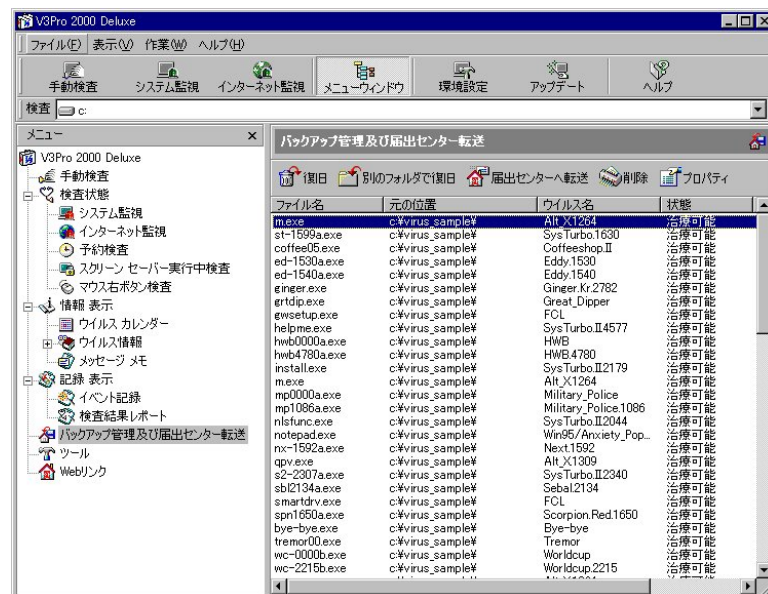 V3Pro 2000 Deluxe
ファイル(F) 表示(V) 作業(W) ヘルプ(H)
手動検査 システム監視 インターネット監視 メニューウィンドウ 環境設定 アップデート ヘルプ
検査 c:
メニュー
V3Pro 2000 Deluxe
手動検査
検査状態
システム監視
インターネット監視
予約検査
スクリーン セーバー実行中検査
マウス右ボタン検査
情報 表示
ウイルス カレンダー
ウイルス情報
メッセージ メモ
記録 表示
イベント記録
検査結果レポート
バックアップ管理及び届出センター転送
ツール
Webリンク
バックアップ管理及び届出センター転送
復旧 別のフォルダで復旧 届出センターへ転送 削除 プロパティ
ファイル名 元の位置 ウイルス名 状態
m.exe c:¥virus_sample¥ Alt_X1264 治療可能
st-1599a.exe c:¥virus_sample¥ SysTurbo.1630 治療可能
coffee05.exe c:¥virus_sample¥ Coffeeshop.II 治療可能
ed-1530a.exe c:¥virus_sample¥ Eddy.1530 治療可能
ed-1540a.exe c:¥virus_sample¥ Eddy.1540 治療可能
ginger.exe c:¥virus_sample¥ Ginger.Kr.2782 治療可能
grtdip.exe c:¥virus_sample¥ Great_Dipper 治療可能
gwsetup.exe c:¥virus_sample¥ FCL 治療可能
helpme.exe c:¥virus_sample¥ SysTurbo.II4577 治療可能
hwb0000a.exe c:¥virus_sample¥ HWB 治療可能
hwb4780a.exe c:¥virus_sample¥ HWB.4780 治療可能
install.exe c:¥virus_sample¥ SysTurbo.II2179 治療可能
m.exe c:¥virus_sample¥ Alt_X1264 治療可能
mp0000a.exe c:¥virus_sample¥ Military_Police 治療可能
mp1086a.exe c:¥virus_sample¥ Military_Police.1086 治療可能
nlsfunc.exe c:¥virus_sample¥ SysTurbo.II2044 治療可能
notepad.exe c:¥virus_sample¥ Win95/Anxiety_Pop... 治療可能
nx-1592a.exe c:¥virus_sample¥ Next.1592 治療可能
qpv.exe c:¥virus_sample¥ Alt_X1309 治療可能
s2-2307a.exe c:¥virus_sample¥ SysTurbo.II2340 治療可能
sbl2134a.exe c:¥virus_sample¥ Sebal.2134 治療可能
smartdrv.exe c:¥virus_sample¥ FCL 治療可能
spn1650a.exe c:¥virus_sample¥ Scorpion.Red.1650 治療可能
bye-bye.exe c:¥virus_sample¥ Bye-bye 治療可能
tremor00.exe c:¥virus_sample¥ Tremor 治療可能
wc-0000b.exe c:¥virus_sample¥ Worldcup 治療可能
wc-2215b.exe c:¥virus_sample¥ Worldcup.2215 治療可能